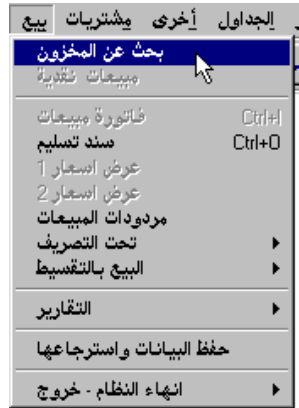 الجداول أخرى مشتريات بيع
بحث عن المخزون
مبيعات نقدية
فاتورة مبيعات Ctrl+I
سند تسليم Ctrl+O
عرض اسعار 1
عرض اسعار 2
مردودات المبيعات
تحت التصريف
البيع بالتقسيط
التقارير
حفظ البيانات واسترجاعها
انهاء النظام - خروج